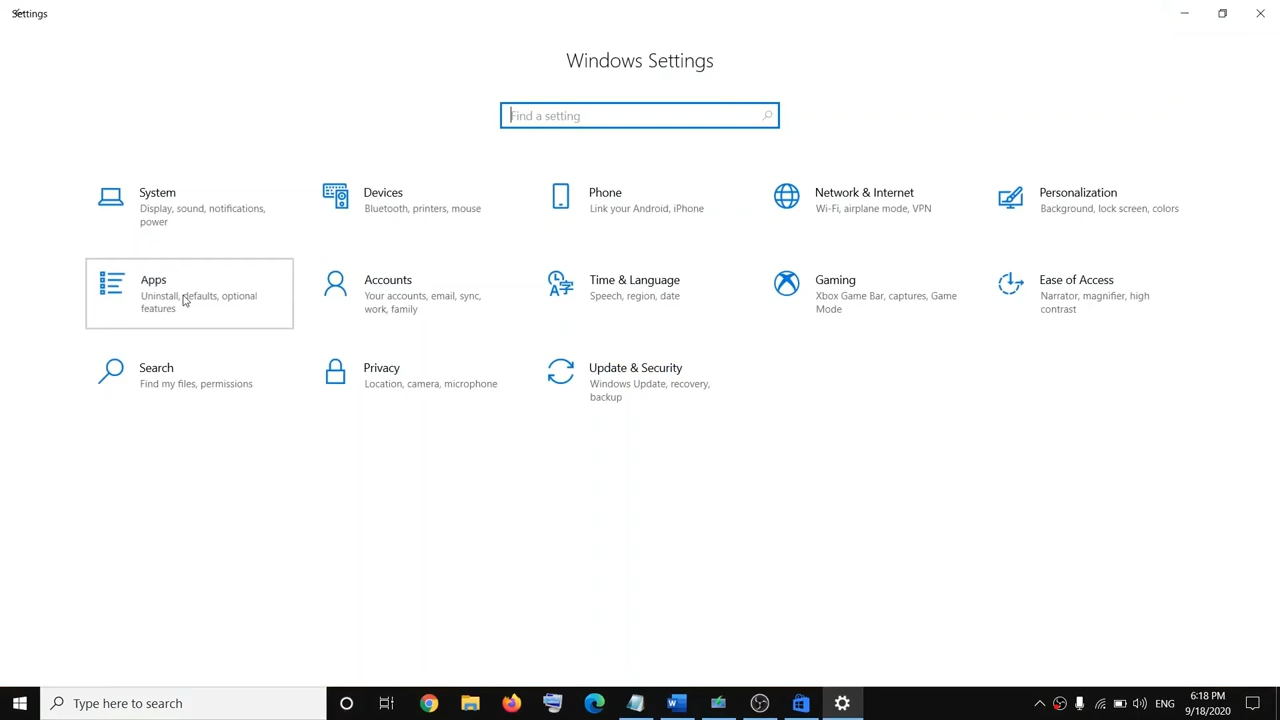 Settings
Windows Settings
Find a setting
System
Display, sound, notifications,
power
Devices
Bluetooth, printers, mouse
Phone
Link your Android, iPhone
Network & Internet
Wi-Fi, airplane mode, VPN
Personalization
Background, lock screen, colors
Apps
Uninstall, defaults, optional
features
Accounts
Your accounts, email, sync,
work, family
Time & Language
Speech, region, date
Gaming
Xbox Game Bar, captures, Game
Mode
Ease of Access
Narrator, magnifier, high
contrast
Search
Find my files, permissions
Privacy
Location, camera, microphone
Update & Security
Windows Update, recovery,
backup
Type here to search
ENG
6:18 PM
9/18/2020